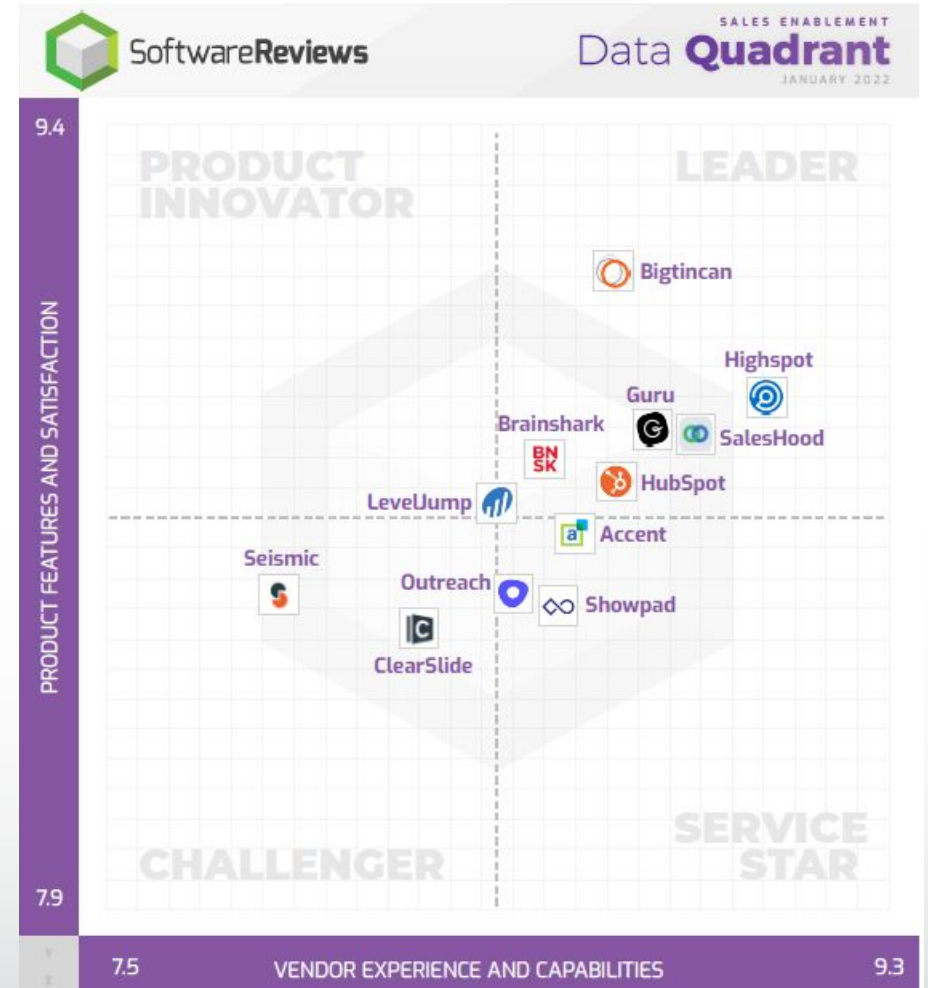 SoftwareReviews
SALES ENABLEMENT
Data Quadrant
JANUARY 2022
9.4
PRODUCT FEATURES AND SATISFACTION
7.9
PRODUCT
INNOVATOR
LEADER
Bigtincan
Highspot
Guru
SalesHood
Brainshark
BN
SK
HubSpot
LevelJump
a
Accent
Seismic
Outreach
Showpad
C
ClearSlide
CHALLENGER
SERVICE
STAR
Y
X
7.5
VENDOR EXPERIENCE AND CAPABILITIES
9.3